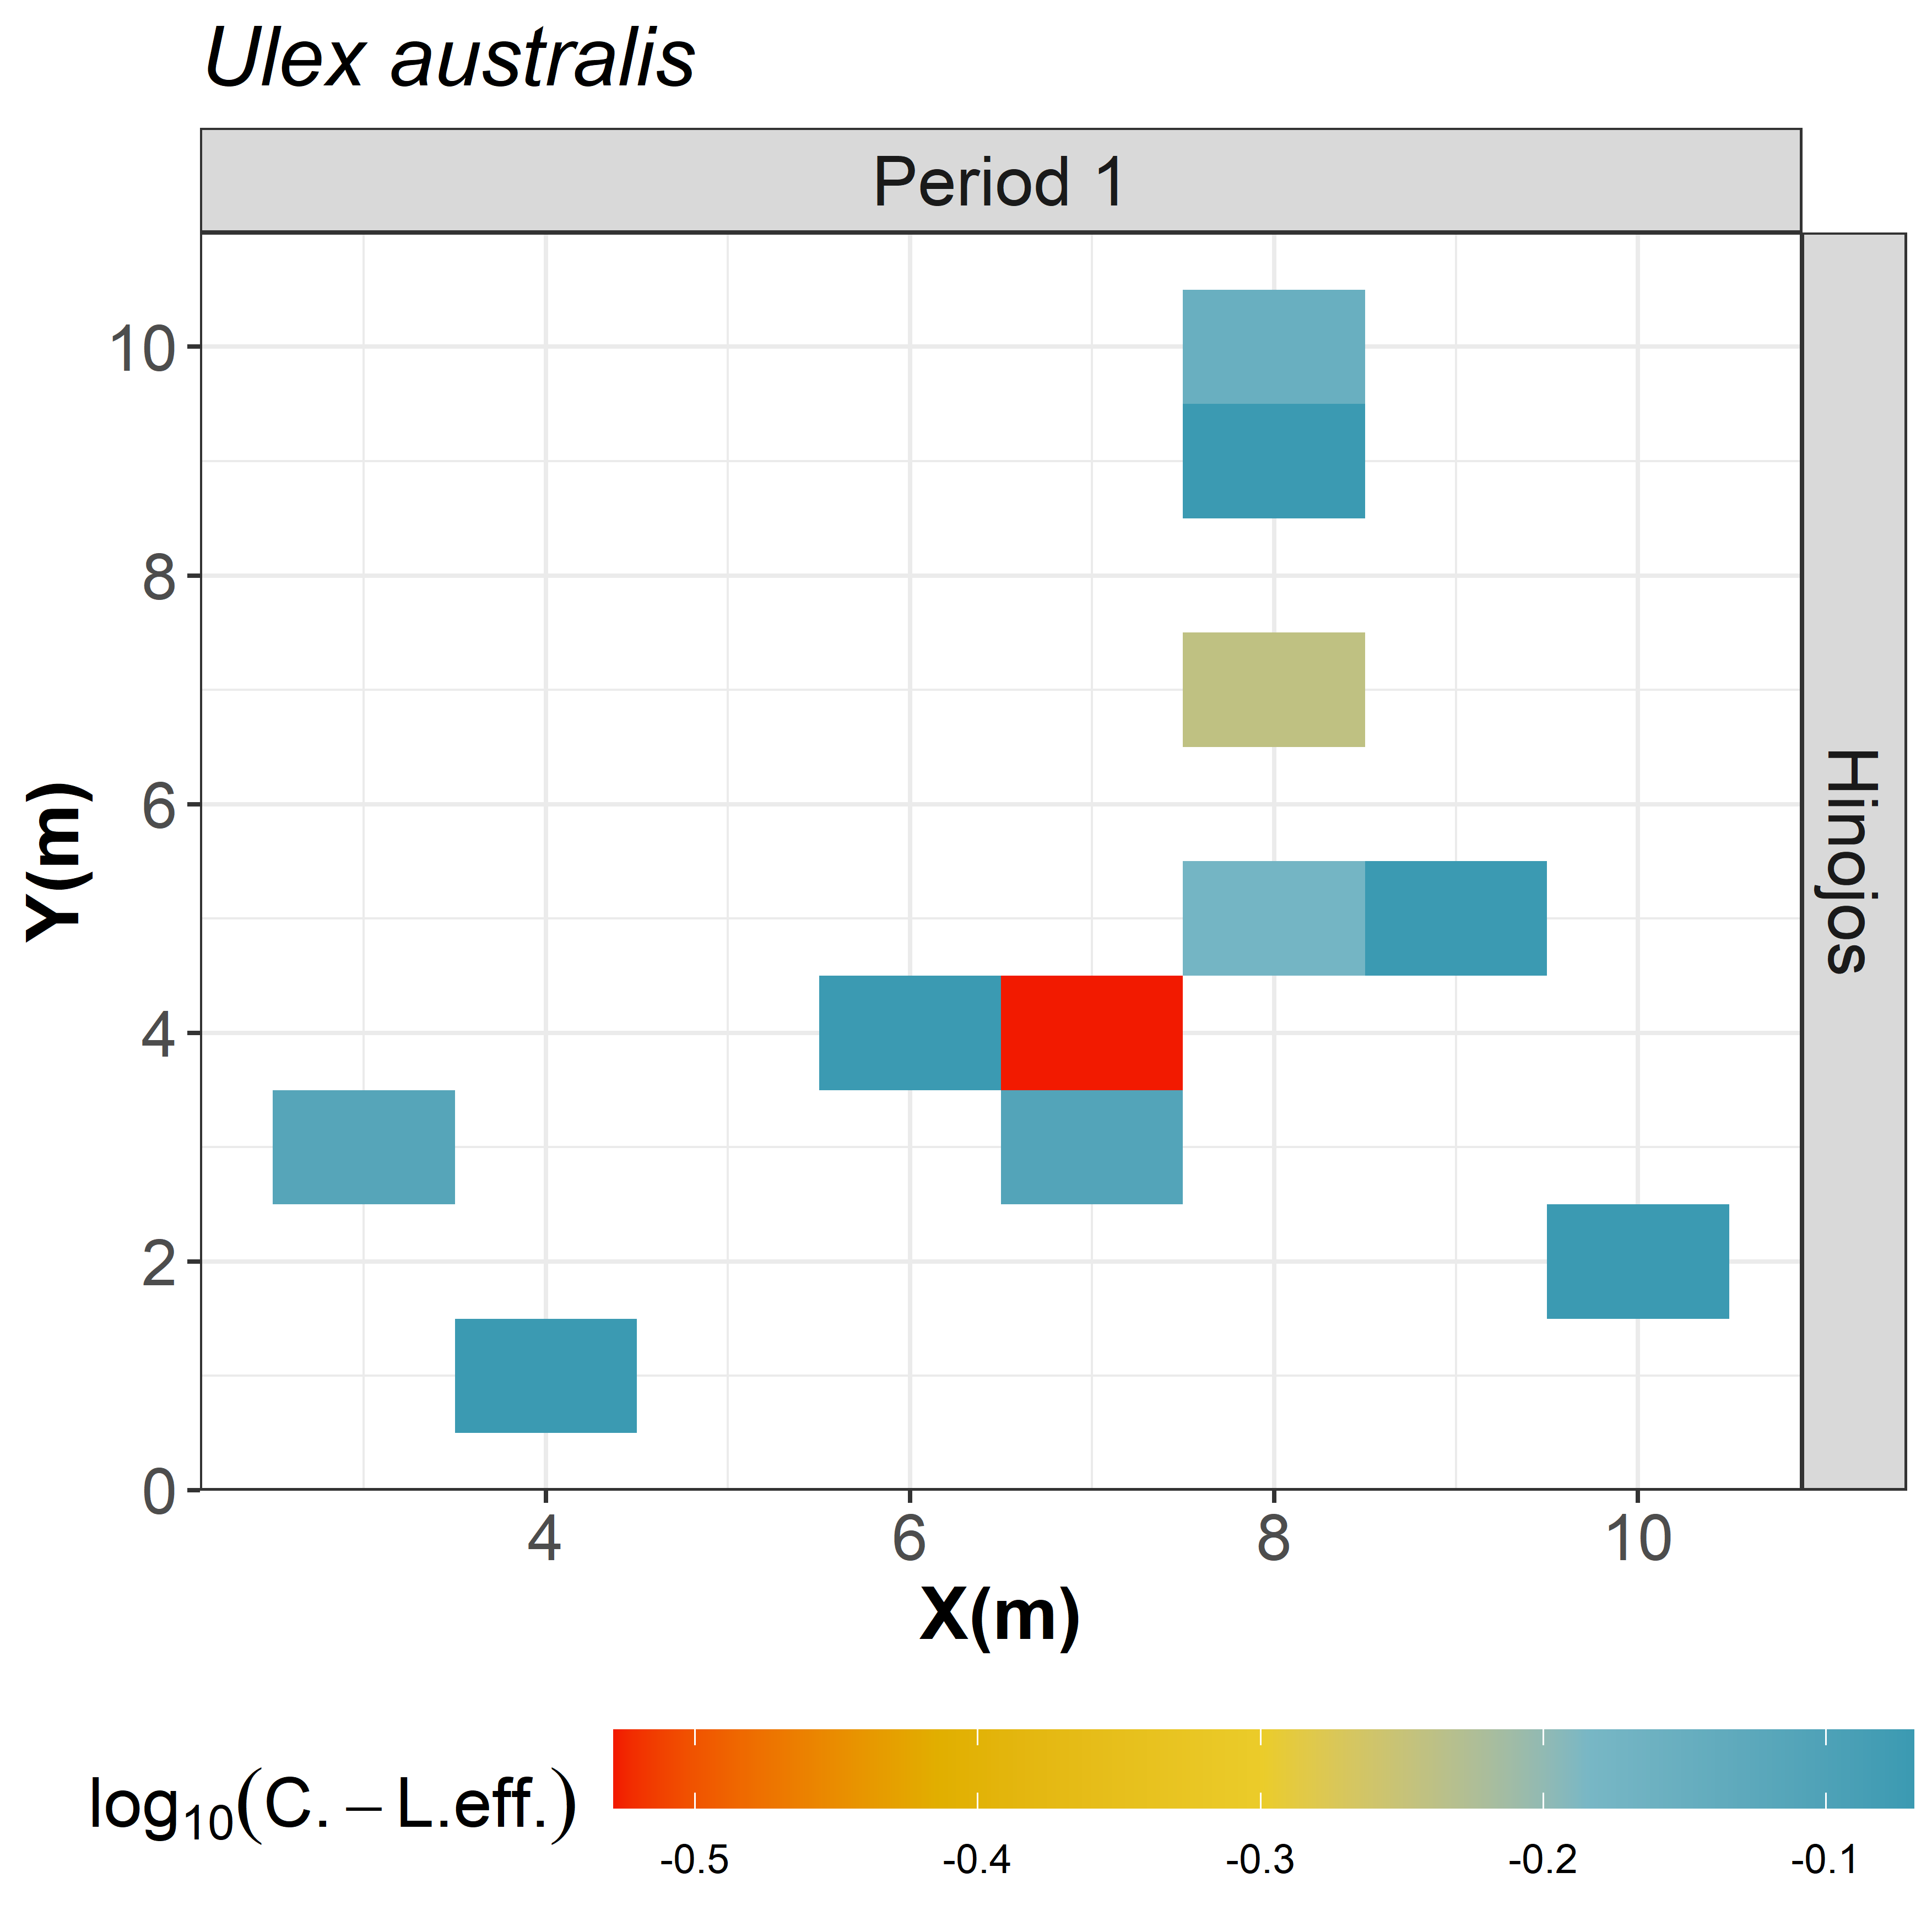 Ulex australis
Period 1
Hinojos
10
8
6
4
2
0
Y(m)
4 6 8 10
X(m)
log₁₀(C.−L.eff.)
-0.5 -0.4 -0.3 -0.2 -0.1